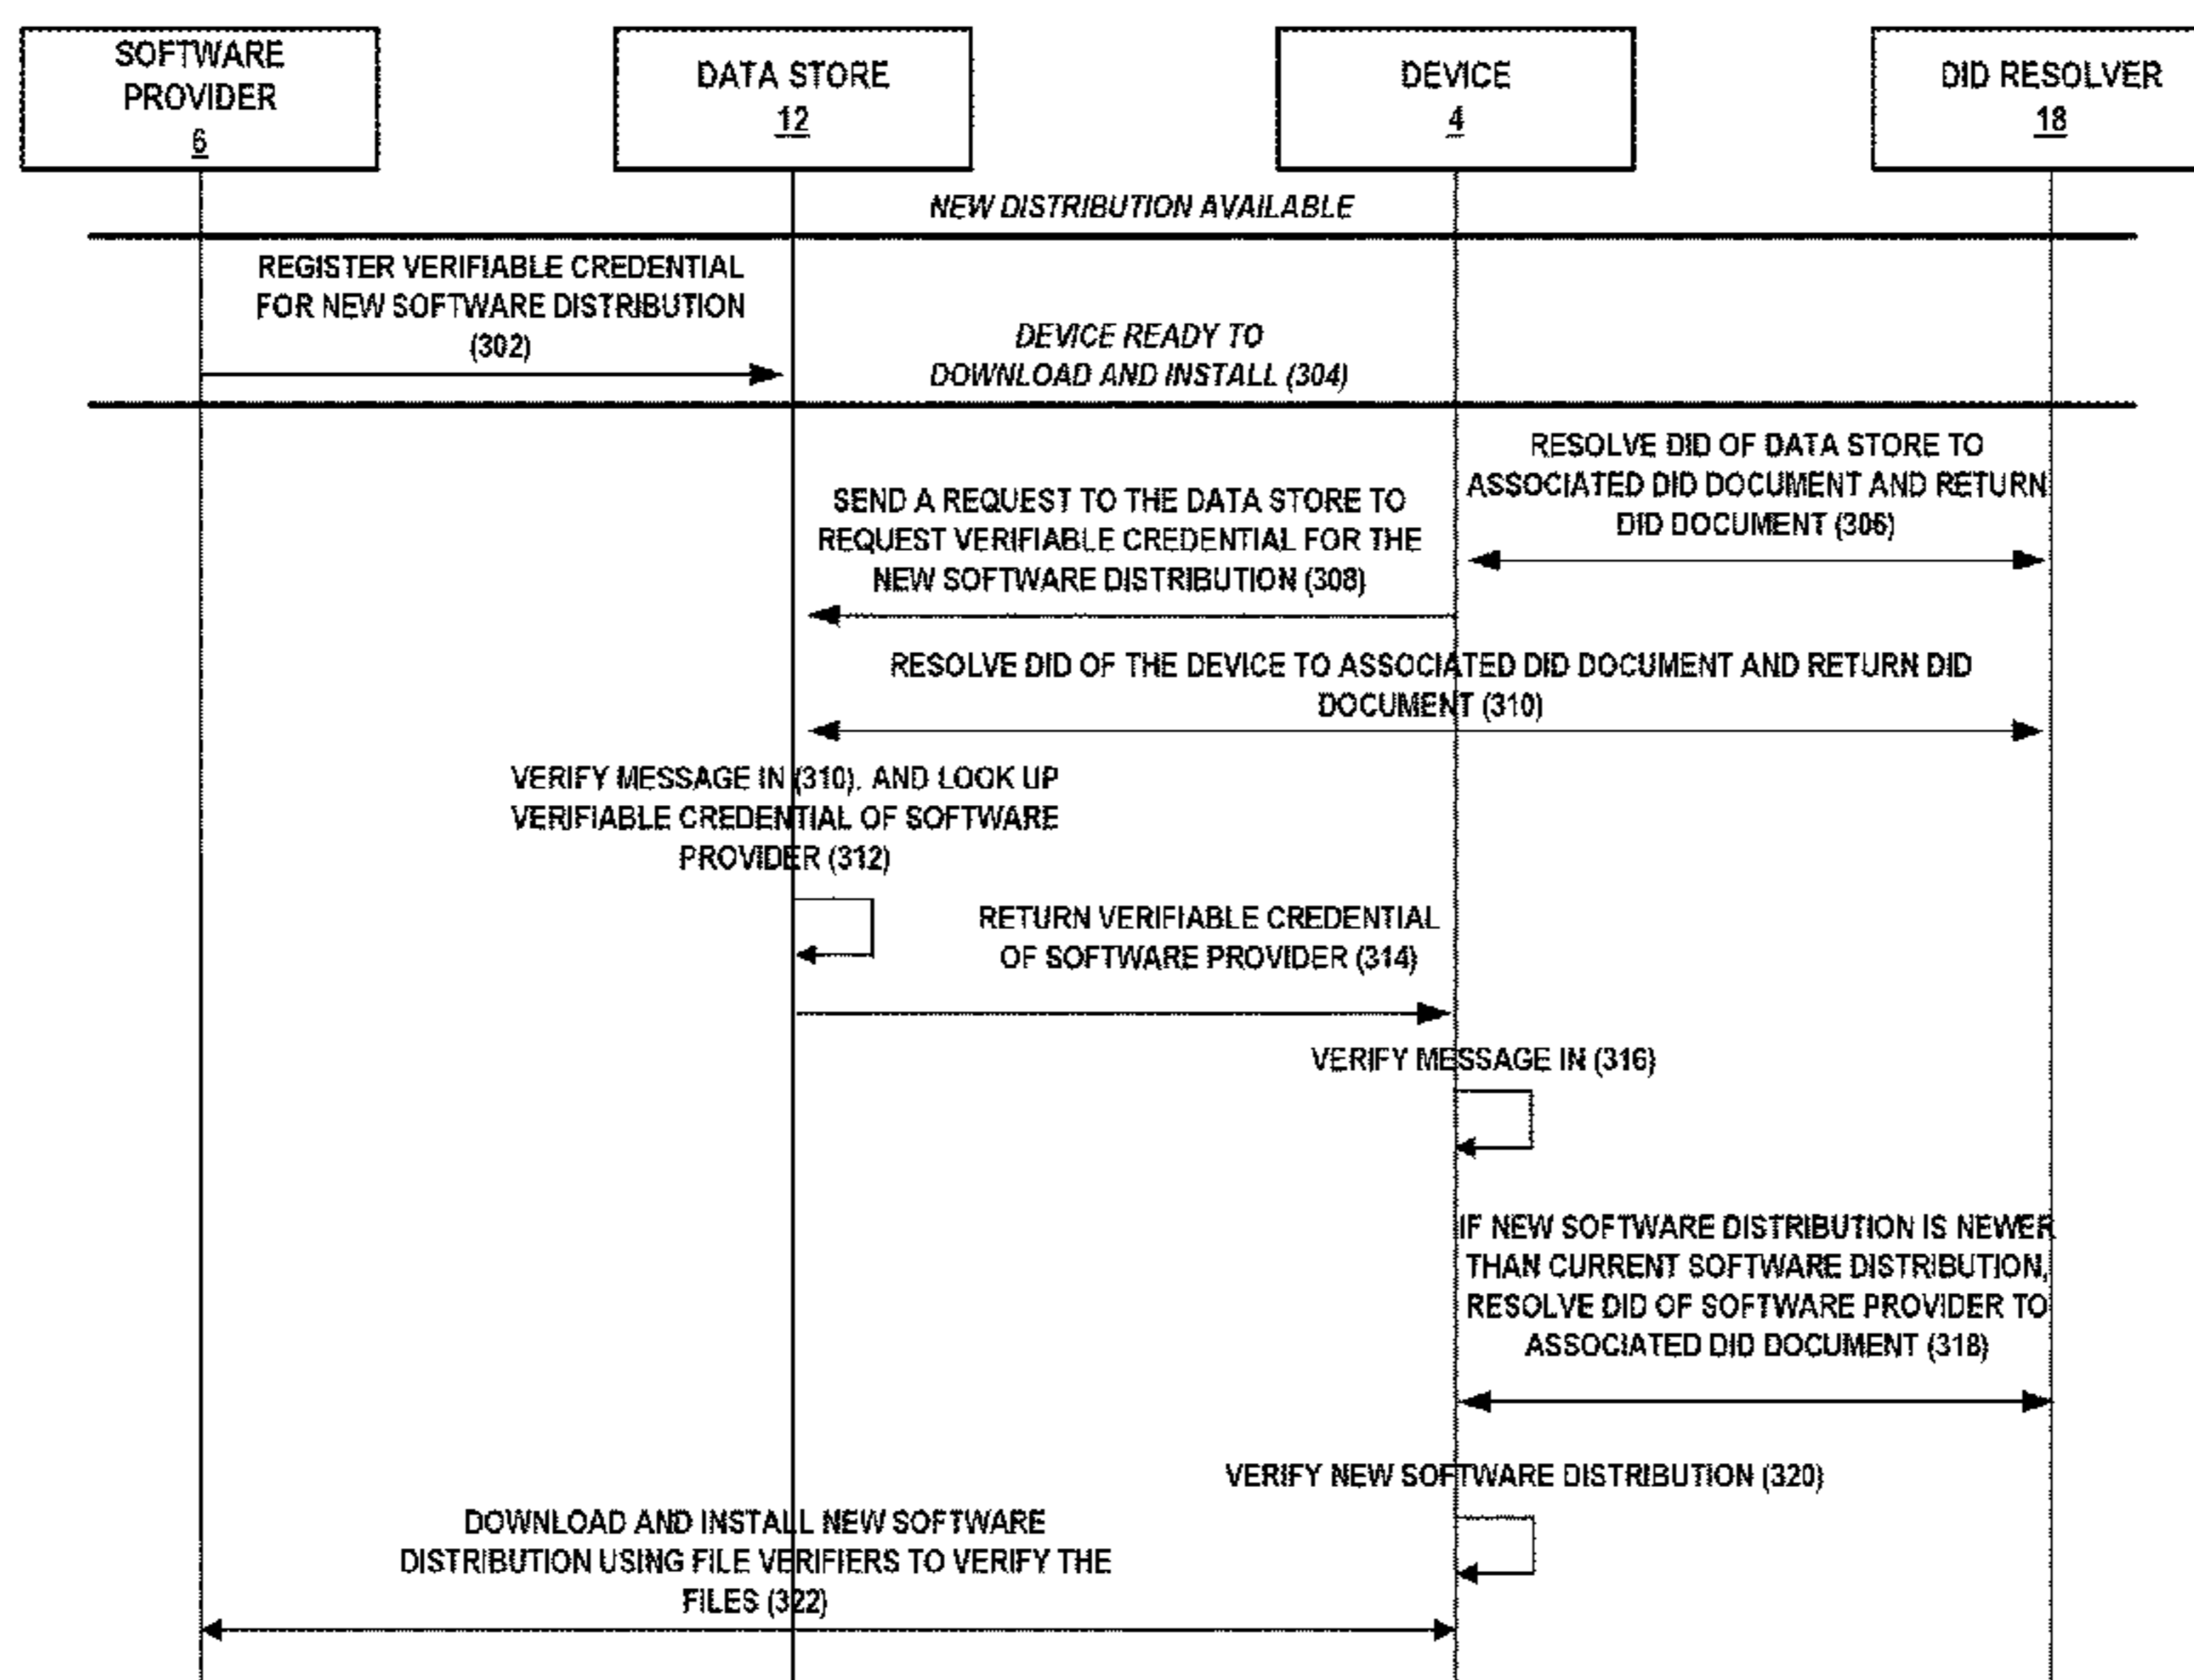 SOFTWARE
PROVIDER
6
DATA STORE
12
DEVICE
4
DID RESOLVER
18
NEW DISTRIBUTION AVAILABLE
REGISTER VERIFIABLE CREDENTIAL
FOR NEW SOFTWARE DISTRIBUTION
(302)
DEVICE READY TO
DOWNLOAD AND INSTALL (304)
RESOLVE DID OF DATA STORE TO
ASSOCIATED DID DOCUMENT AND RETURN
DID DOCUMENT (306)
SEND A REQUEST TO THE DATA STORE TO
REQUEST VERIFIABLE CREDENTIAL FOR THE
NEW SOFTWARE DISTRIBUTION (308)
RESOLVE DID OF THE DEVICE TO ASSOCIATED DID DOCUMENT AND RETURN DID
DOCUMENT (310)
VERIFY MESSAGE IN (310), AND LOOK UP
VERIFIABLE CREDENTIAL OF SOFTWARE
PROVIDER (312)
RETURN VERIFIABLE CREDENTIAL
OF SOFTWARE PROVIDER (314)
VERIFY MESSAGE IN (316)
IF NEW SOFTWARE DISTRIBUTION IS NEWER
THAN CURRENT SOFTWARE DISTRIBUTION,
RESOLVE DID OF SOFTWARE PROVIDER TO
ASSOCIATED DID DOCUMENT (318)
VERIFY NEW SOFTWARE DISTRIBUTION (320)
DOWNLOAD AND INSTALL NEW SOFTWARE
DISTRIBUTION USING FILE VERIFIERS TO VERIFY THE
FILES (322)